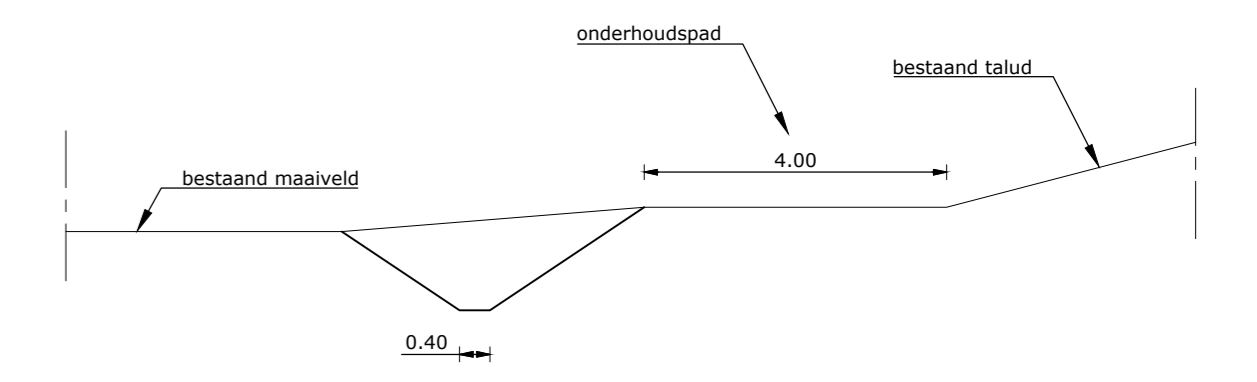 onderhoudspad
bestaand talud
4.00
bestaand maaiveld
0.40